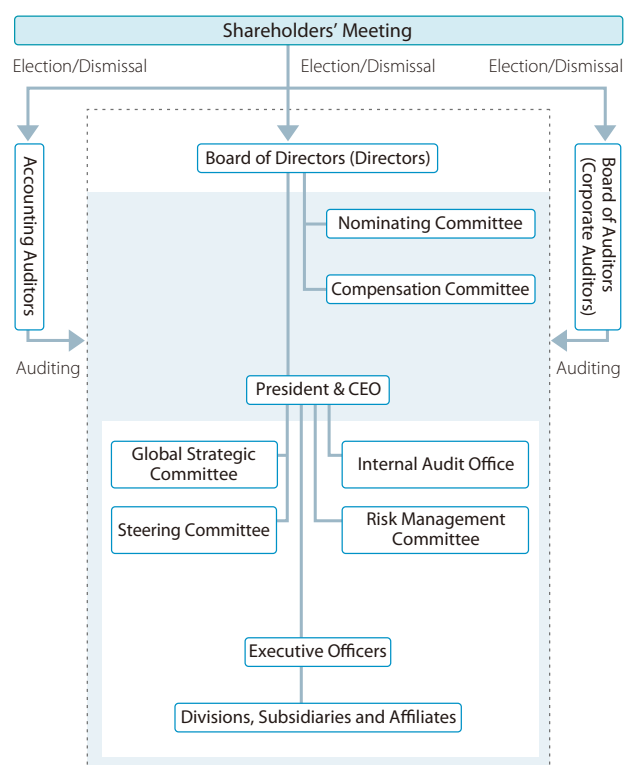 Shareholders’ Meeting
Election/Dismissal
Election/Dismissal
Election/Dismissal
Accounting Auditors
Board of Directors (Directors)
Board of Auditors
(Corporate Auditors)
Nominating Committee
Compensation Committee
Auditing
Auditing
President & CEO
Global Strategic
Committee
Internal Audit Office
Steering Committee
Risk Management
Committee
Executive Officers
Divisions, Subsidiaries and Affiliates